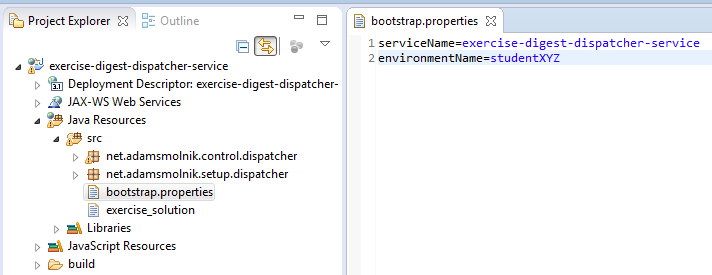 Project Explorer
Outline
exercise-digest-dispatcher-service
3.1 Deployment Descriptor: exercise-digest-dispatcher-
JAX-WS Web Services
Java Resources
src
net.adamsmolnik.control.dispatcher
net.adamsmolnik.setup.dispatcher
bootstrap.properties
exercise_solution
Libraries
JavaScript Resources
build
bootstrap.properties
1 serviceName=exercise-digest-dispatcher-service
2 environmentName=studentXYZ